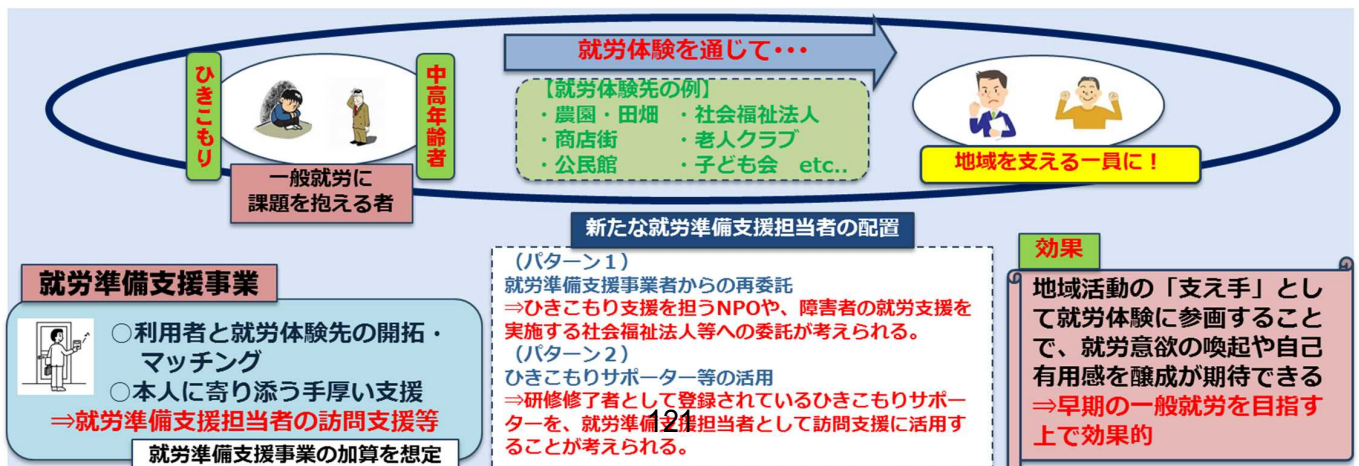 就労体験を通じて･･･
ひきこもり
中高年齢者
【就労体験先の例】
・農園・田畑 ・社会福祉法人
・商店街 ・老人クラブ
・公民館 ・子ども会 etc..
地域を支える一員に！
一般就労に
課題を抱える者
新たな就労準備支援担当者の配置
就労準備支援事業
○利用者と就労体験先の開拓・
マッチング
○本人に寄り添う手厚い支援
⇒就労準備支援担当者の訪問支援等
就労準備支援事業の加算を想定
（パターン１）
就労準備支援事業者からの再委託
⇒ひきこもり支援を担うNPOや、障害者の就労支援を
実施する社会福祉法人等への委託が考えられる。
（パターン２）
ひきこもりサポーター等の活用
⇒研修修了者として登録されているひきこもりサポー
ターを、就労準備支援担当者として訪問支援に活用す
ることが考えられる。
121
効果
地域活動の「支え手」とし
て就労体験に参画すること
で、就労意欲の喚起や自己
有用感を醸成が期待できる
⇒早期の一般就労を目指す
上で効果的